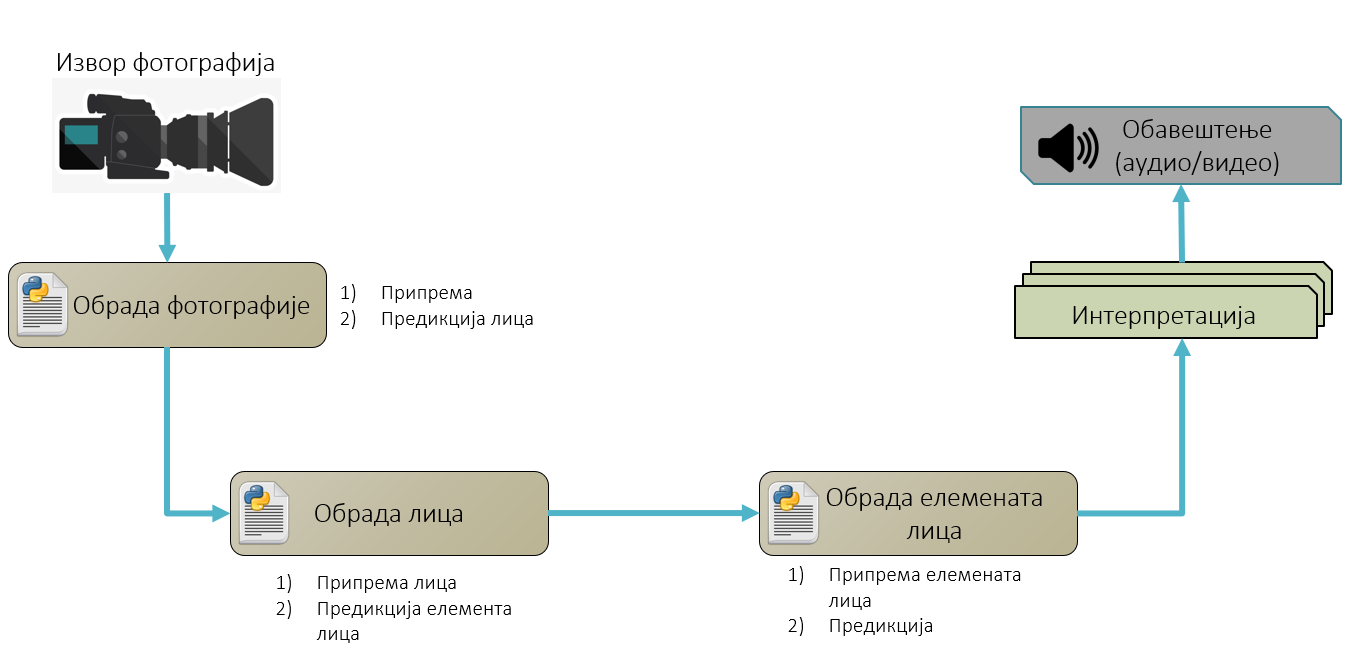 Извор фотографија
Обрада фотографије
1) Припрема
2) Предикција лица
Обрада лица
1) Припрема лица
2) Предикција елемента
лица
Обрада елемената
лица
1) Припрема елемената
лица
2) Предикција
Интерпретација
Обавештење
(аудио/видео)